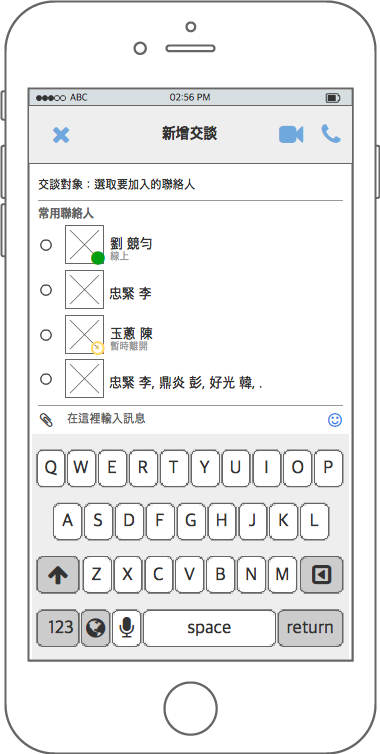 ABC 02:56 PM
新增交談
交談對象：選取要加入的聯絡人
常用聯絡人
劉 競勻
線上
忠緊 李
玉蔥 陳
暫時離開
忠緊 李, 鼎炎 彭, 好光 韓, .
在這裡輸入訊息
Q W E R T Y U I O P
A S D F G H J K L
Z X C V B N M
123 space return